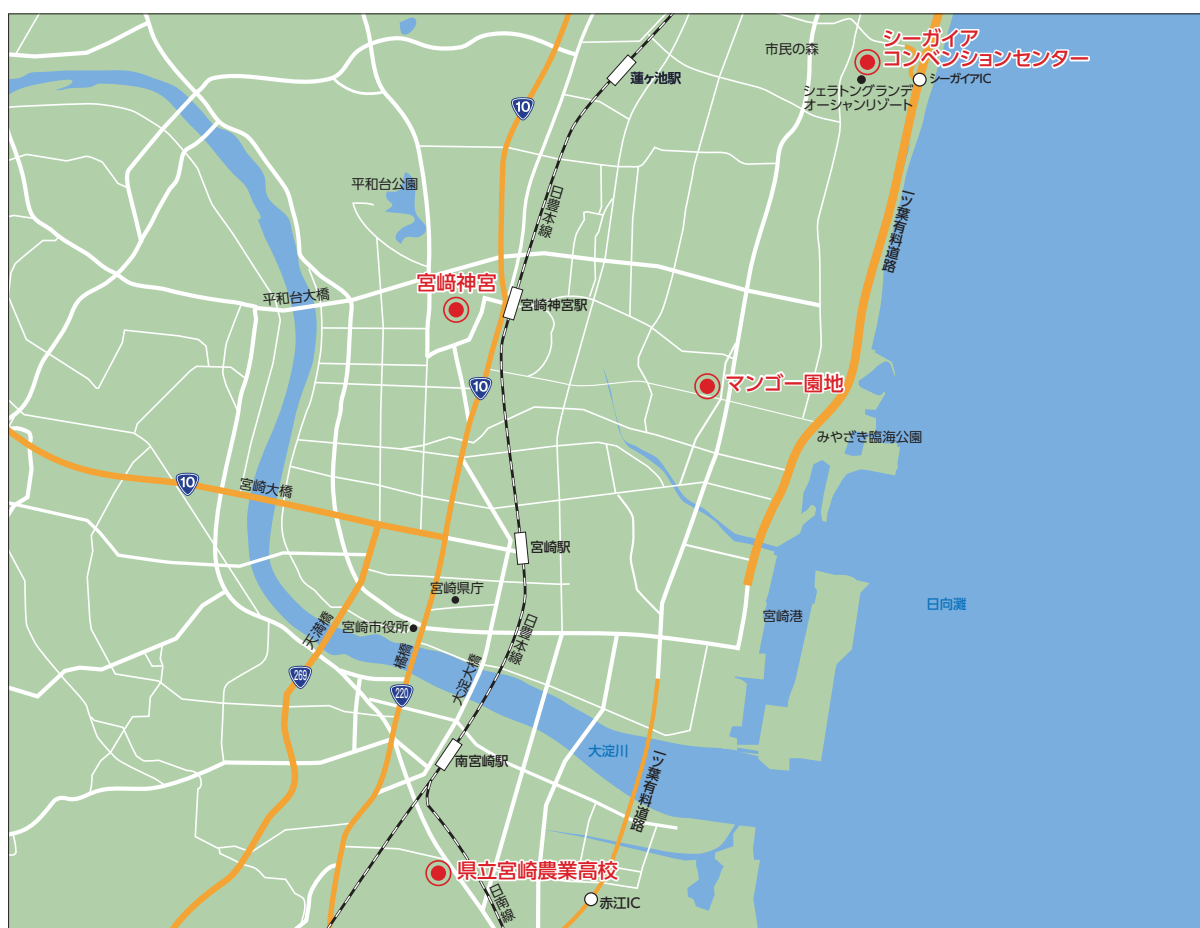 シーガイア
コンベンションセンター
市民の森
蓮ヶ池駅
シーガイアIC
シェラトングランデ
オーシャンリゾート
10
平和台公園
日豊本線
一ツ葉有料道路
宮﨑神宮
平和台大橋
宮崎神宮駅
10
マンゴー園地
みやざき臨海公園
10
宮崎大橋
宮崎駅
宮崎県庁
日向灘
宮崎港
天満橋
宮崎市役所
日豊本線
橘橋
大淀大橋
269
220
大淀川
南宮崎駅
一ツ葉有料道路
県立宮崎農業高校
日南線
赤江IC